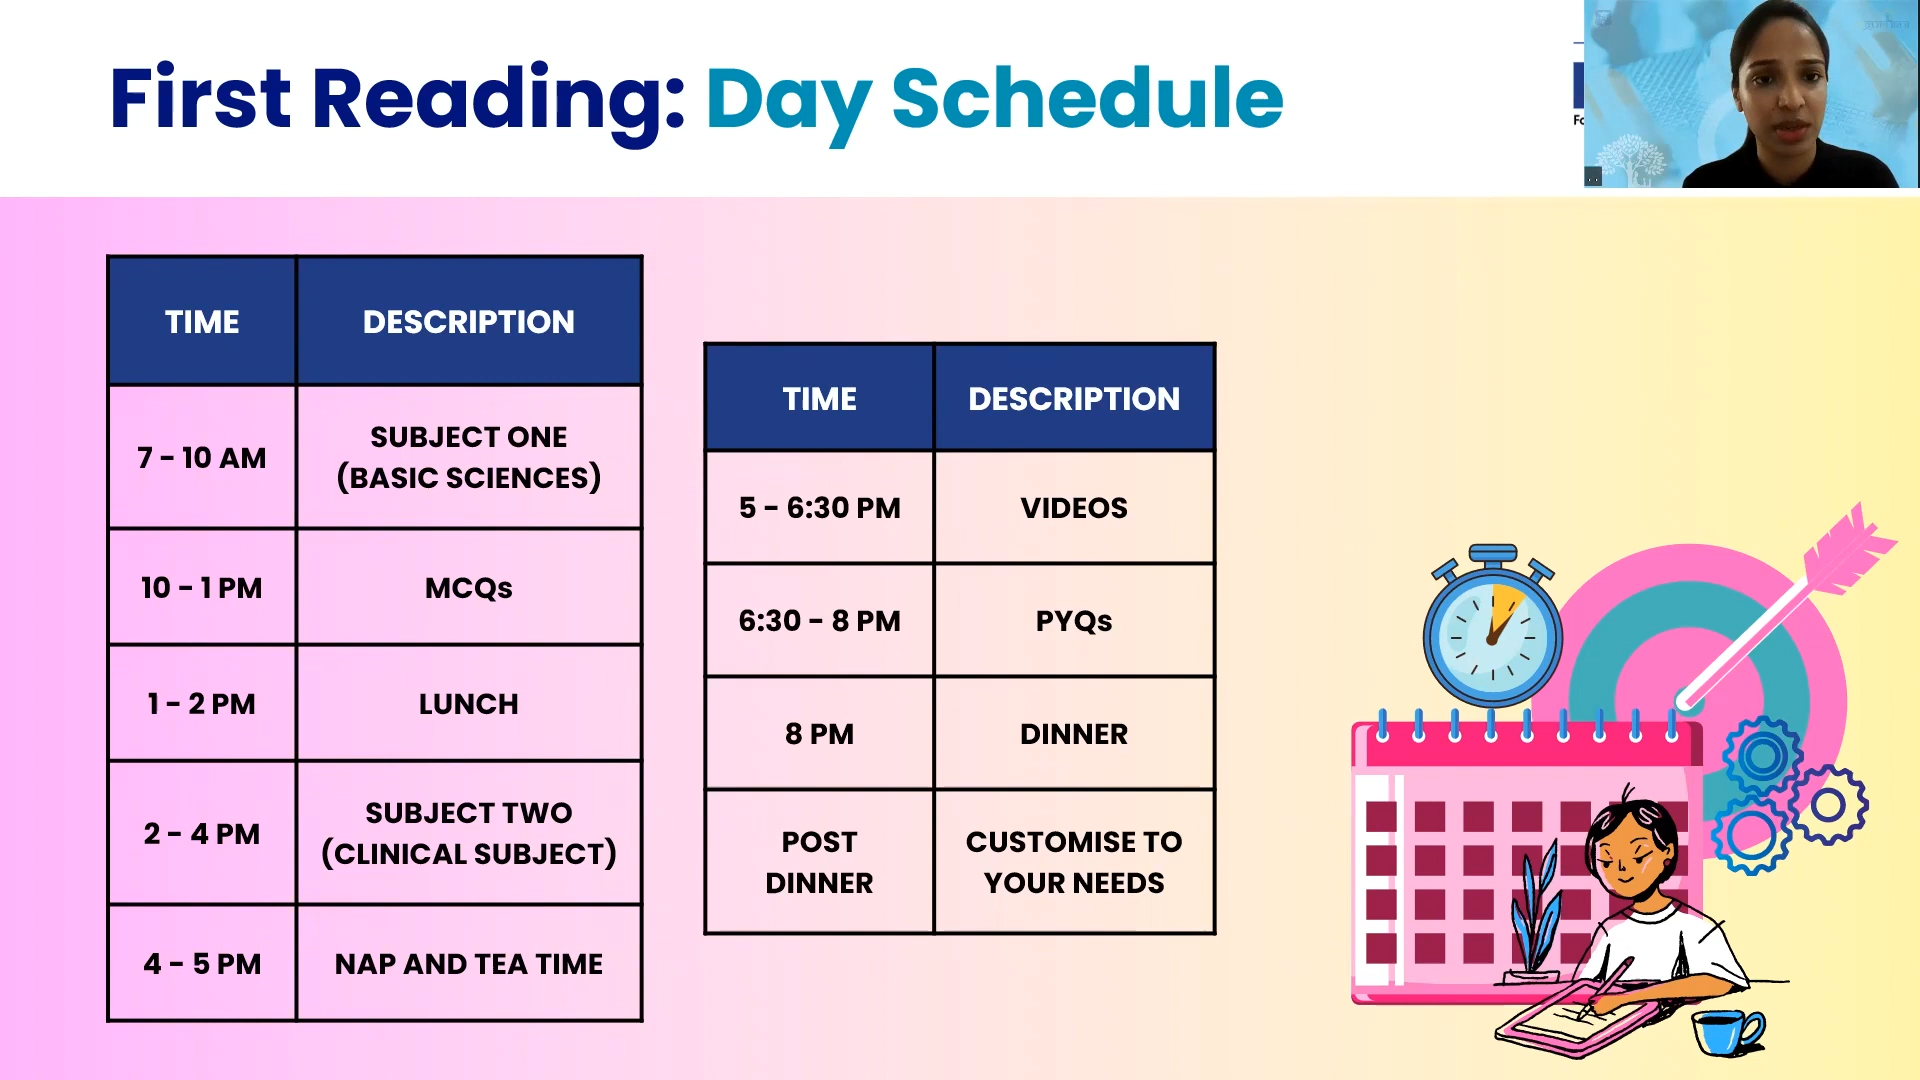 First Reading: Day Schedule
TIME DESCRIPTION
7 - 10 AM SUBJECT ONE
(BASIC SCIENCES)
10 - 1 PM MCQs
1 - 2 PM LUNCH
2 - 4 PM SUBJECT TWO
(CLINICAL SUBJECT)
4 - 5 PM NAP AND TEA TIME
TIME DESCRIPTION
5 - 6:30 PM VIDEOS
6:30 - 8 PM PYQs
8 PM DINNER
POST
DINNER
CUSTOMISE TO
YOUR NEEDS